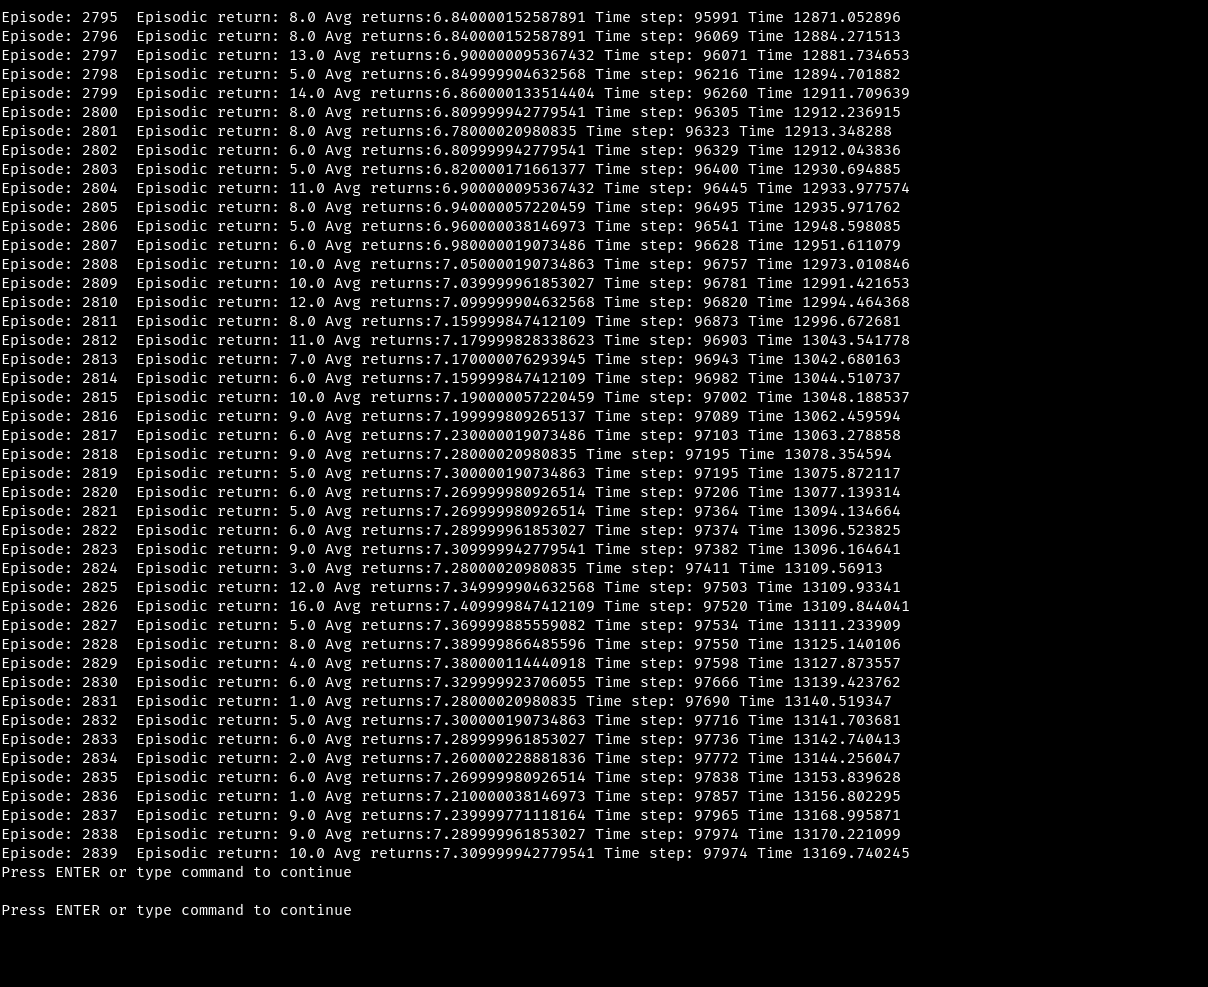 Episode: 2795  Episodic return: 8.0 Avg returns:6.840000152587891 Time step: 95991 Time 12871.052896
Episode: 2796  Episodic return: 8.0 Avg returns:6.840000152587891 Time step: 96069 Time 12884.271513
Episode: 2797  Episodic return: 13.0 Avg returns:6.900000095367432 Time step: 96071 Time 12881.734653
Episode: 2798  Episodic return: 5.0 Avg returns:6.849999904632568 Time step: 96216 Time 12894.701882
Episode: 2799  Episodic return: 14.0 Avg returns:6.860000133514404 Time step: 96260 Time 12911.709639
Episode: 2800  Episodic return: 8.0 Avg returns:6.809999942779541 Time step: 96305 Time 12912.236915
Episode: 2801  Episodic return: 8.0 Avg returns:6.78000020980835 Time step: 96323 Time 12913.348288
Episode: 2802  Episodic return: 6.0 Avg returns:6.809999942779541 Time step: 96329 Time 12912.043836
Episode: 2803  Episodic return: 5.0 Avg returns:6.820000171661377 Time step: 96400 Time 12930.694885
Episode: 2804  Episodic return: 11.0 Avg returns:6.900000095367432 Time step: 96445 Time 12933.977574
Episode: 2805  Episodic return: 8.0 Avg returns:6.940000057220459 Time step: 96495 Time 12935.971762
Episode: 2806  Episodic return: 5.0 Avg returns:6.960000038146973 Time step: 96541 Time 12948.598085
Episode: 2807  Episodic return: 6.0 Avg returns:6.980000019073486 Time step: 96628 Time 12951.611079
Episode: 2808  Episodic return: 10.0 Avg returns:7.050000190734863 Time step: 96757 Time 12973.010846
Episode: 2809  Episodic return: 10.0 Avg returns:7.039999961853027 Time step: 96781 Time 12991.421653
Episode: 2810  Episodic return: 12.0 Avg returns:7.099999904632568 Time step: 96820 Time 12994.464368
Episode: 2811  Episodic return: 8.0 Avg returns:7.159999847412109 Time step: 96873 Time 12996.672681
Episode: 2812  Episodic return: 11.0 Avg returns:7.179999828338623 Time step: 96903 Time 13043.541778
Episode: 2813  Episodic return: 7.0 Avg returns:7.170000076293945 Time step: 96943 Time 13042.680163
Episode: 2814  Episodic return: 6.0 Avg returns:7.159999847412109 Time step: 96982 Time 13044.510737
Episode: 2815  Episodic return: 10.0 Avg returns:7.190000057220459 Time step: 97002 Time 13048.188537
Episode: 2816  Episodic return: 9.0 Avg returns:7.199999809265137 Time step: 97089 Time 13062.459594
Episode: 2817  Episodic return: 6.0 Avg returns:7.230000019073486 Time step: 97103 Time 13063.278858
Episode: 2818  Episodic return: 9.0 Avg returns:7.28000020980835 Time step: 97195 Time 13078.354594
Episode: 2819  Episodic return: 5.0 Avg returns:7.300000190734863 Time step: 97195 Time 13075.872117
Episode: 2820  Episodic return: 6.0 Avg returns:7.269999980926514 Time step: 97206 Time 13077.139314
Episode: 2821  Episodic return: 5.0 Avg returns:7.269999980926514 Time step: 97364 Time 13094.134664
Episode: 2822  Episodic return: 6.0 Avg returns:7.289999961853027 Time step: 97374 Time 13096.523825
Episode: 2823  Episodic return: 9.0 Avg returns:7.309999942779541 Time step: 97382 Time 13096.164641
Episode: 2824  Episodic return: 3.0 Avg returns:7.28000020980835 Time step: 97411 Time 13109.56913
Episode: 2825  Episodic return: 12.0 Avg returns:7.349999904632568 Time step: 97503 Time 13109.93341
Episode: 2826  Episodic return: 16.0 Avg returns:7.409999847412109 Time step: 97520 Time 13109.844041
Episode: 2827  Episodic return: 5.0 Avg returns:7.369999885559082 Time step: 97534 Time 13111.233909
Episode: 2828  Episodic return: 8.0 Avg returns:7.389999866485596 Time step: 97550 Time 13125.140106
Episode: 2829  Episodic return: 4.0 Avg returns:7.380000114440918 Time step: 97598 Time 13127.873557
Episode: 2830  Episodic return: 6.0 Avg returns:7.329999923706055 Time step: 97666 Time 13139.423762
Episode: 2831  Episodic return: 1.0 Avg returns:7.28000020980835 Time step: 97690 Time 13140.519347
Episode: 2832  Episodic return: 5.0 Avg returns:7.300000190734863 Time step: 97716 Time 13141.703681
Episode: 2833  Episodic return: 6.0 Avg returns:7.289999961853027 Time step: 97736 Time 13142.740413
Episode: 2834  Episodic return: 2.0 Avg returns:7.260000228881836 Time step: 97772 Time 13144.256047
Episode: 2835  Episodic return: 6.0 Avg returns:7.269999980926514 Time step: 97838 Time 13153.839628
Episode: 2836  Episodic return: 1.0 Avg returns:7.210000038146973 Time step: 97857 Time 13156.802295
Episode: 2837  Episodic return: 9.0 Avg returns:7.239999771118164 Time step: 97965 Time 13168.995871
Episode: 2838  Episodic return: 9.0 Avg returns:7.289999961853027 Time step: 97974 Time 13170.221099
Episode: 2839  Episodic return: 10.0 Avg returns:7.309999942779541 Time step: 97974 Time 13169.740245
Press ENTER or type command to continue
Press ENTER or type command to continue